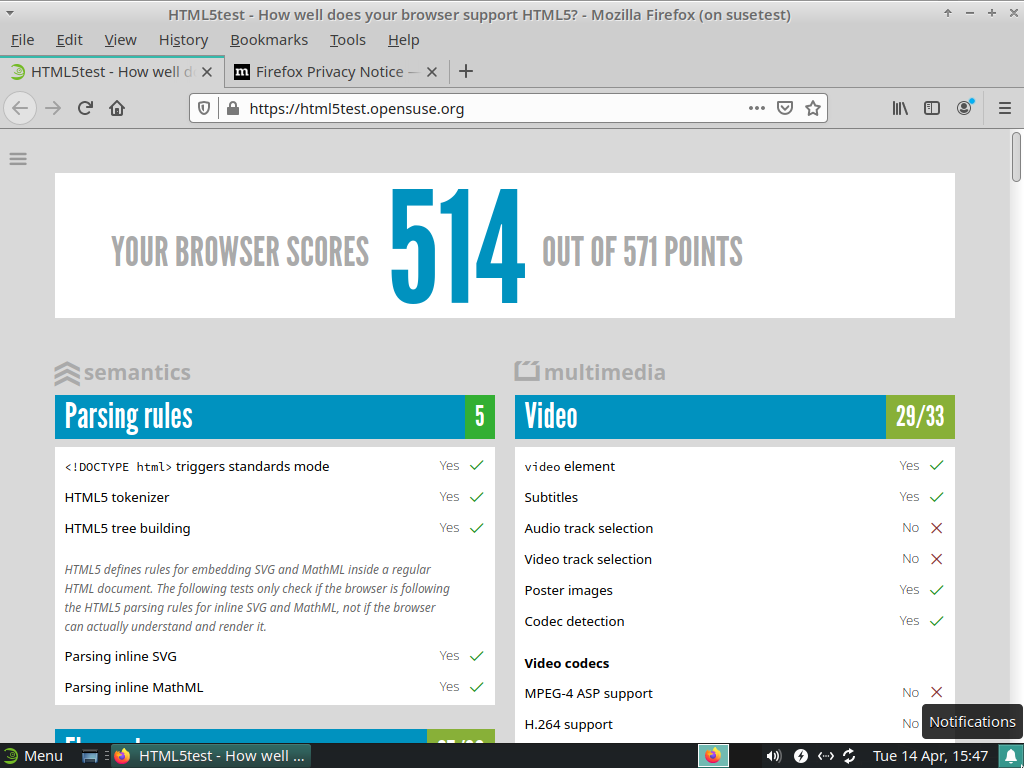 HTML5test - How well does your browser support HTML5? - Mozilla Firefox (on susetest)
File Edit View History Bookmarks Tools Help
HTML5test - How well d
m Firefox Privacy Notice —
https://html5test.opensuse.org
YOUR BROWSER SCORES 514 OUT OF 571 POINTS
semantics
Parsing rules 5
<!DOCTYPE html> triggers standards mode Yes
HTML5 tokenizer Yes
HTML5 tree building Yes
HTML5 defines rules for embedding SVG and MathML inside a regular
HTML document. The following tests only check if the browser is following
the HTML5 parsing rules for inline SVG and MathML, not if the browser
can actually understand and render it.
Parsing inline SVG Yes
Parsing inline MathML Yes
multimedia
Video 29/33
video element Yes
Subtitles Yes
Audio track selection No
Video track selection No
Poster images Yes
Codec detection Yes
Video codecs
MPEG-4 ASP support No
H.264 support No
Notifications
Menu
HTML5test - How well ...
Tue 14 Apr, 15:47